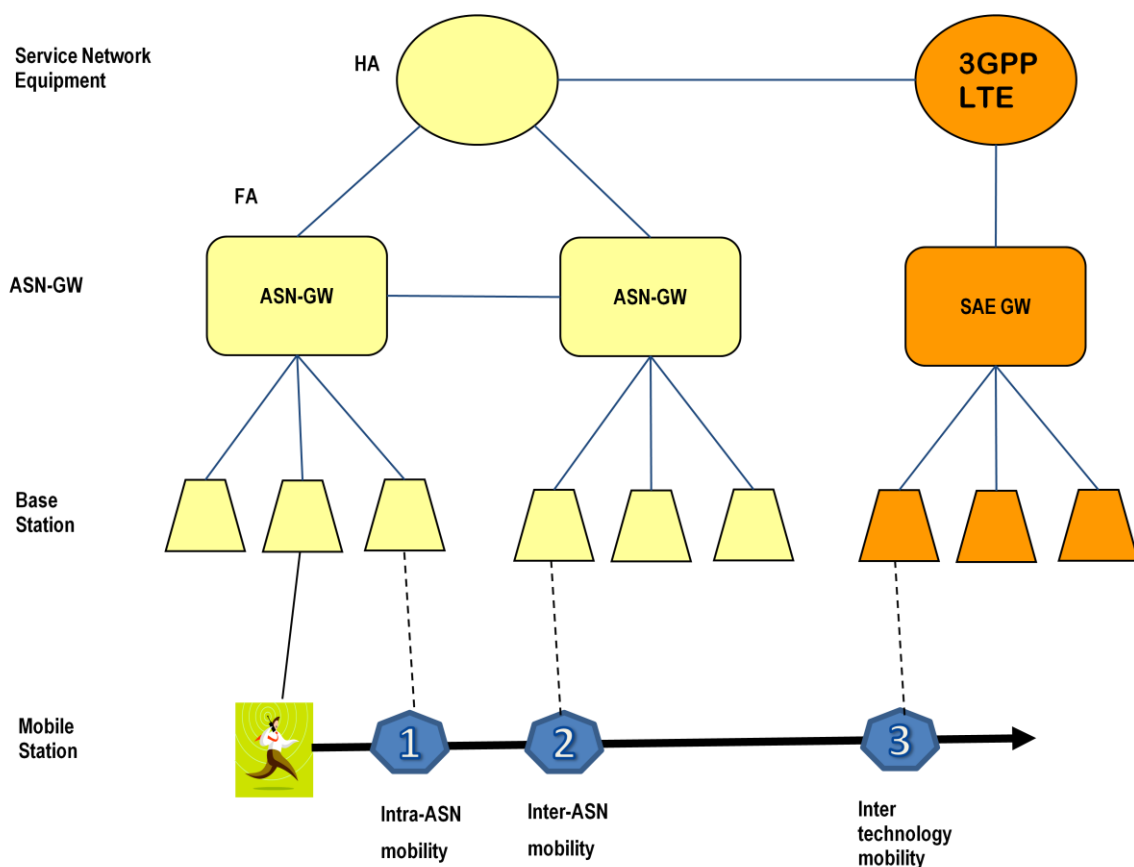 Service Network
Equipment
HA
3GPP
LTE
FA
ASN-GW
ASN-GW
ASN-GW
SAE GW
Base
Station
Mobile
Station
1
2
3
Intra-ASN
mobility
Inter-ASN
mobility
Inter
technology
mobility